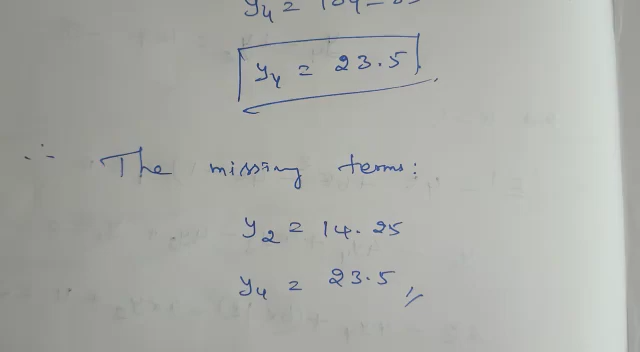 y₄ = 23.5
∴ The missing terms:
y₂ = 14.25
y₄ = 23.5 //